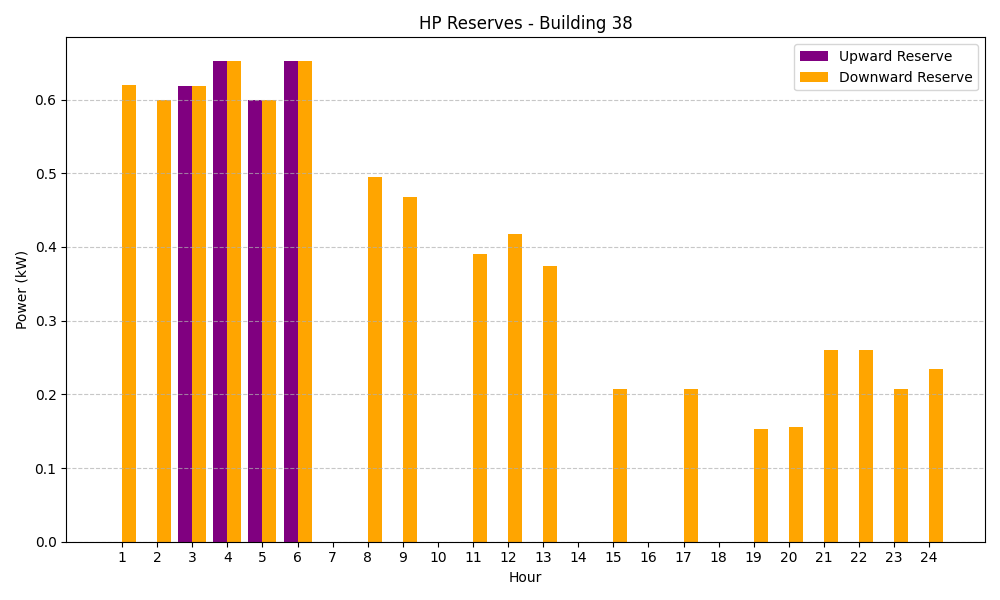 HP Reserves - Building 38
Upward Reserve
Downward Reserve
Power (kW)
0.6
0.5
0.4
0.3
0.2
0.1
0.0
1 2 3 4 5 6 7 8 9 10 11 12 13 14 15 16 17 18 19 20 21 22 23 24
Hour